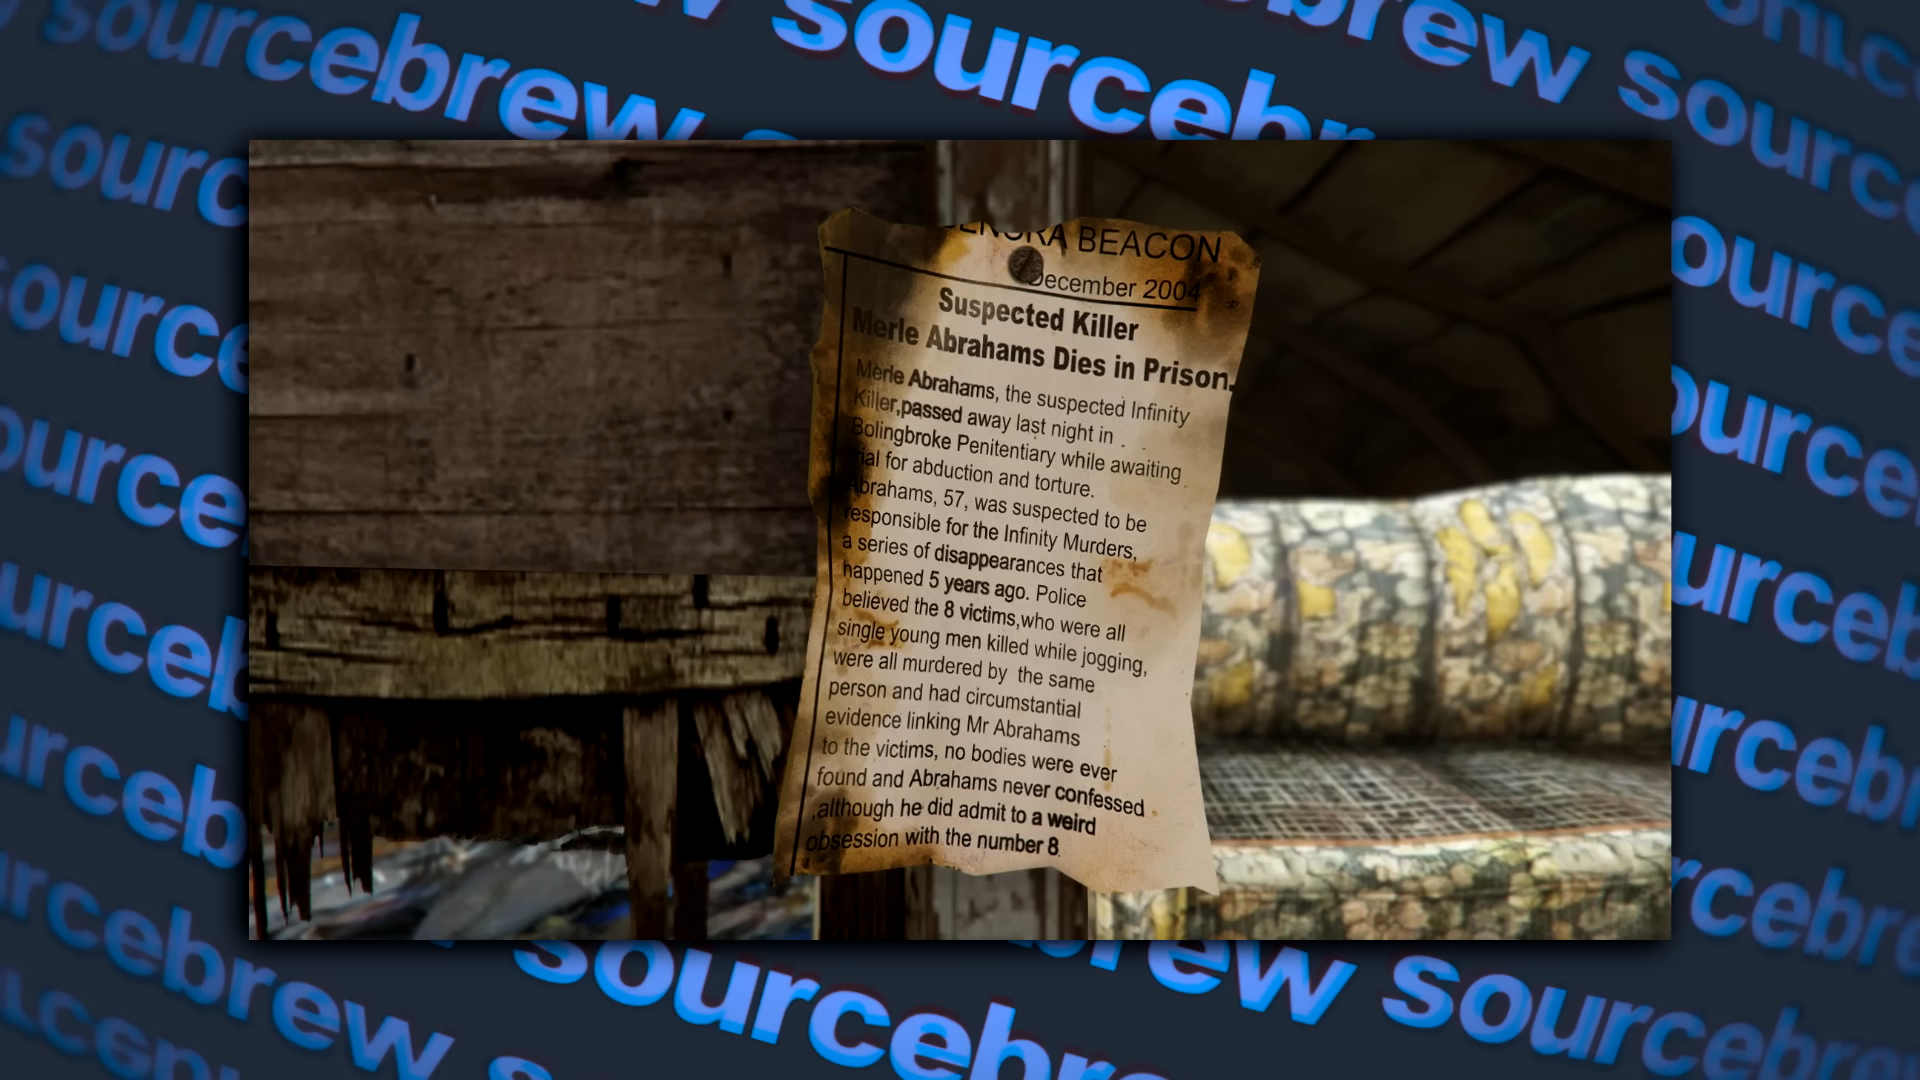 sourcebrew sourcebrew sourcebrew
BEACON
December 2004
Suspected Killer
Merle Abrahams Dies in Prison.
Merle Abrahams, the suspected Infinity
Killer,passed away last night in .
Bolingbroke Penitentiary while awaiting
trial for abduction and torture.
Abrahams, 57, was suspected to be
responsible for the Infinity Murders,
a series of disappearances that
happened 5 years ago. Police
believed the 8 victims,who were all
single young men killed while jogging,
were all murdered by the same
person and had circumstantial
evidence linking Mr Abrahams
to the victims, no bodies were ever
found and Abrahams never confessed
,although he did admit to a weird
obsession with the number 8
sourcebrew sourcebrew sourcebrew